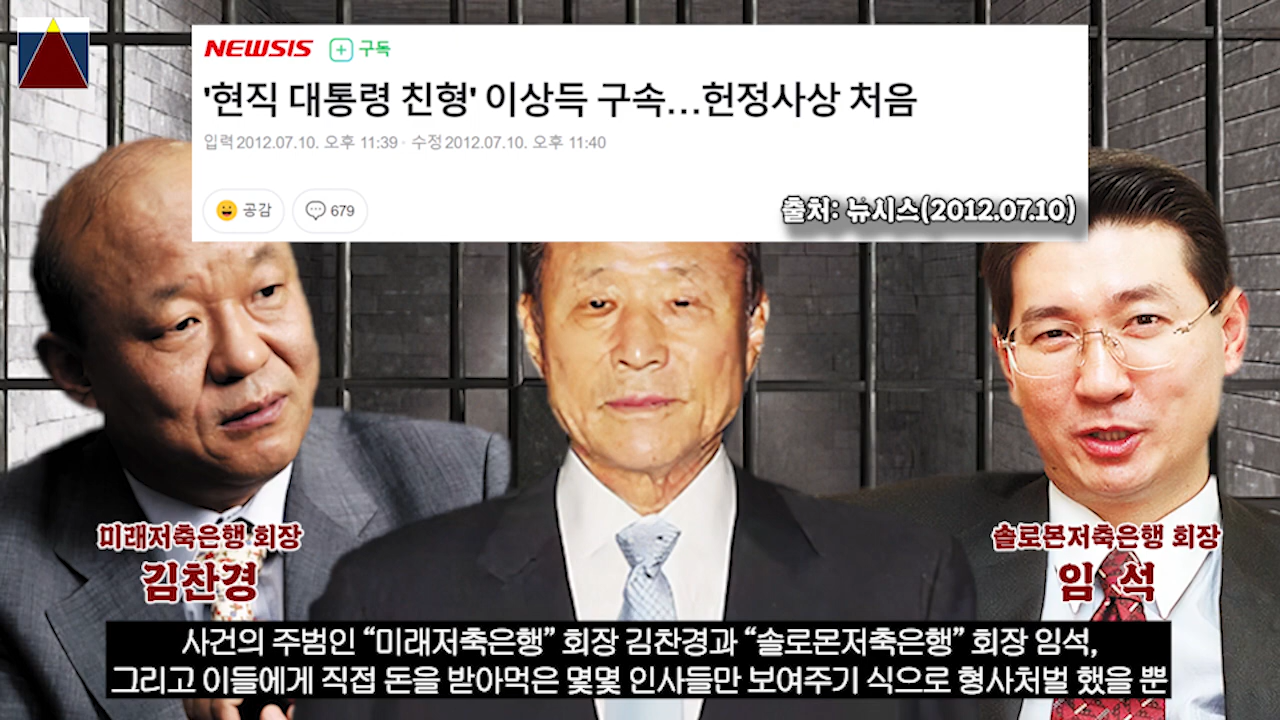 NEWSIS + 구독
'현직 대통령 친형' 이상득 구속...헌정사상 처음
입력 2012.07.10. 오후 11:39 · 수정 2012.07.10. 오후 11:40
공감 679
출처: 뉴시스(2012.07.10)
미래저축은행 회장
김찬경
솔로몬저축은행 회장
임 석
사건의 주범인 “미래저축은행” 회장 김찬경과 “솔로몬저축은행” 회장 임석,
그리고 이들에게 직접 돈을 받아먹은 몇몇 인사들만 보여주기 식으로 형사처벌 했을 뿐